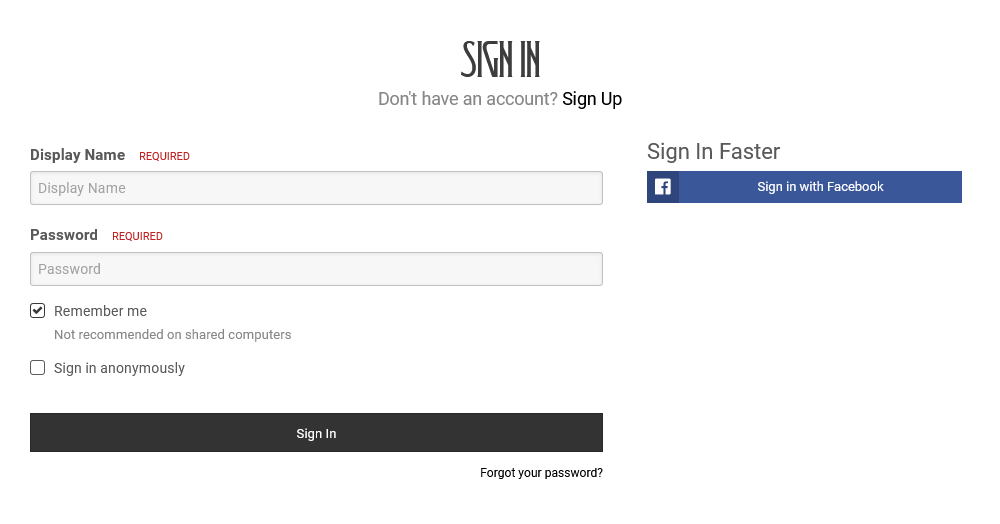 SIGN IN
Don't have an account? Sign Up
Display Name REQUIRED
Display Name
Password REQUIRED
Password
Remember me
Not recommended on shared computers
Sign in anonymously
Sign In
Forgot your password?
Sign In Faster
Sign in with Facebook